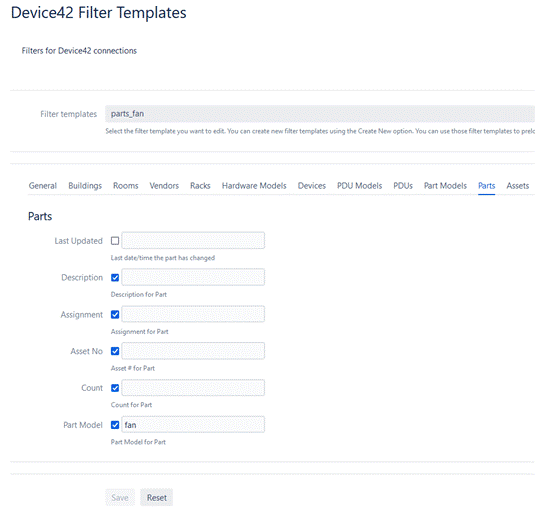 Device42 Filter Templates
Filters for Device42 connections
Filter templates parts_fan
Select the filter template you want to edit. You can create new filter templates using the Create New option. You can use those filter templates to
General Buildings Rooms Vendors Racks Hardware Models Devices PDU Models PDUs Part Models Parts Assets
Parts
Last Updated
Last date/time the part has changed
Description
Description for Part
Assignment
Assignment for Part
Asset No
Asset # for Part
Count
Count for Part
Part Model fan
Part Model for Part
Save Reset